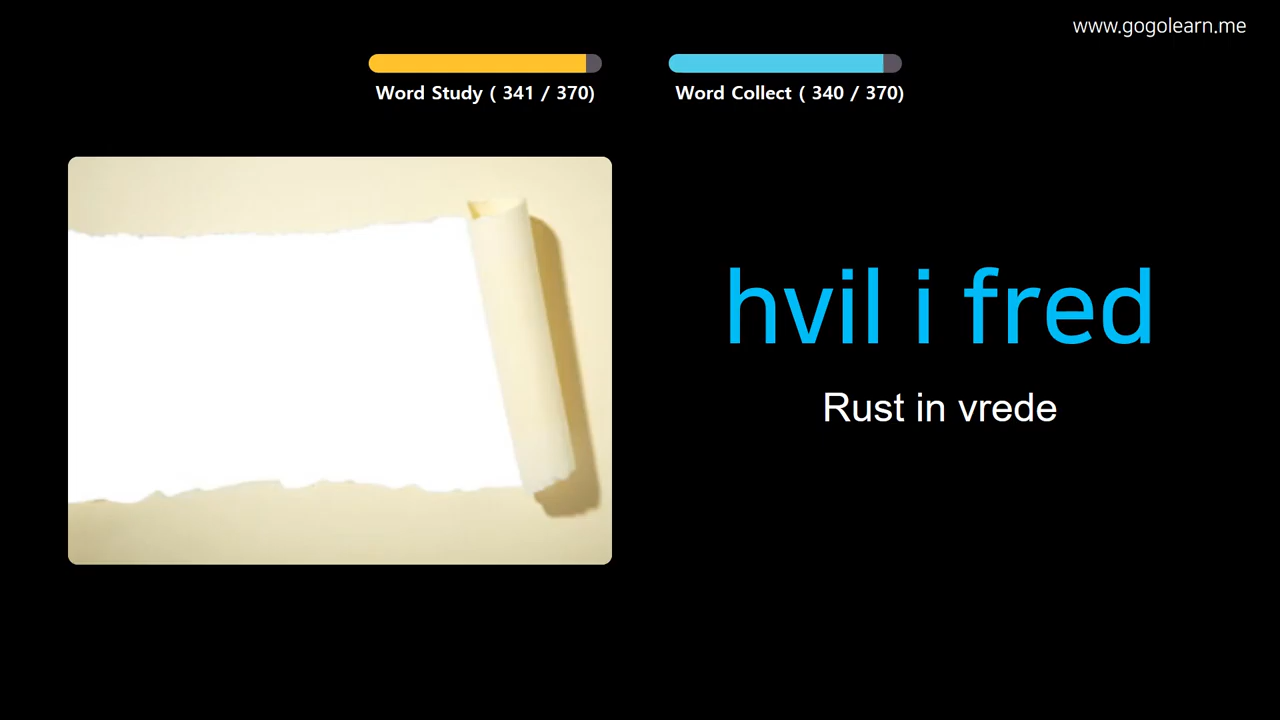 www.gogolearn.me
Word Study ( 341 / 370)
Word Collect ( 340 / 370)
hvil i fred
Rust in vrede